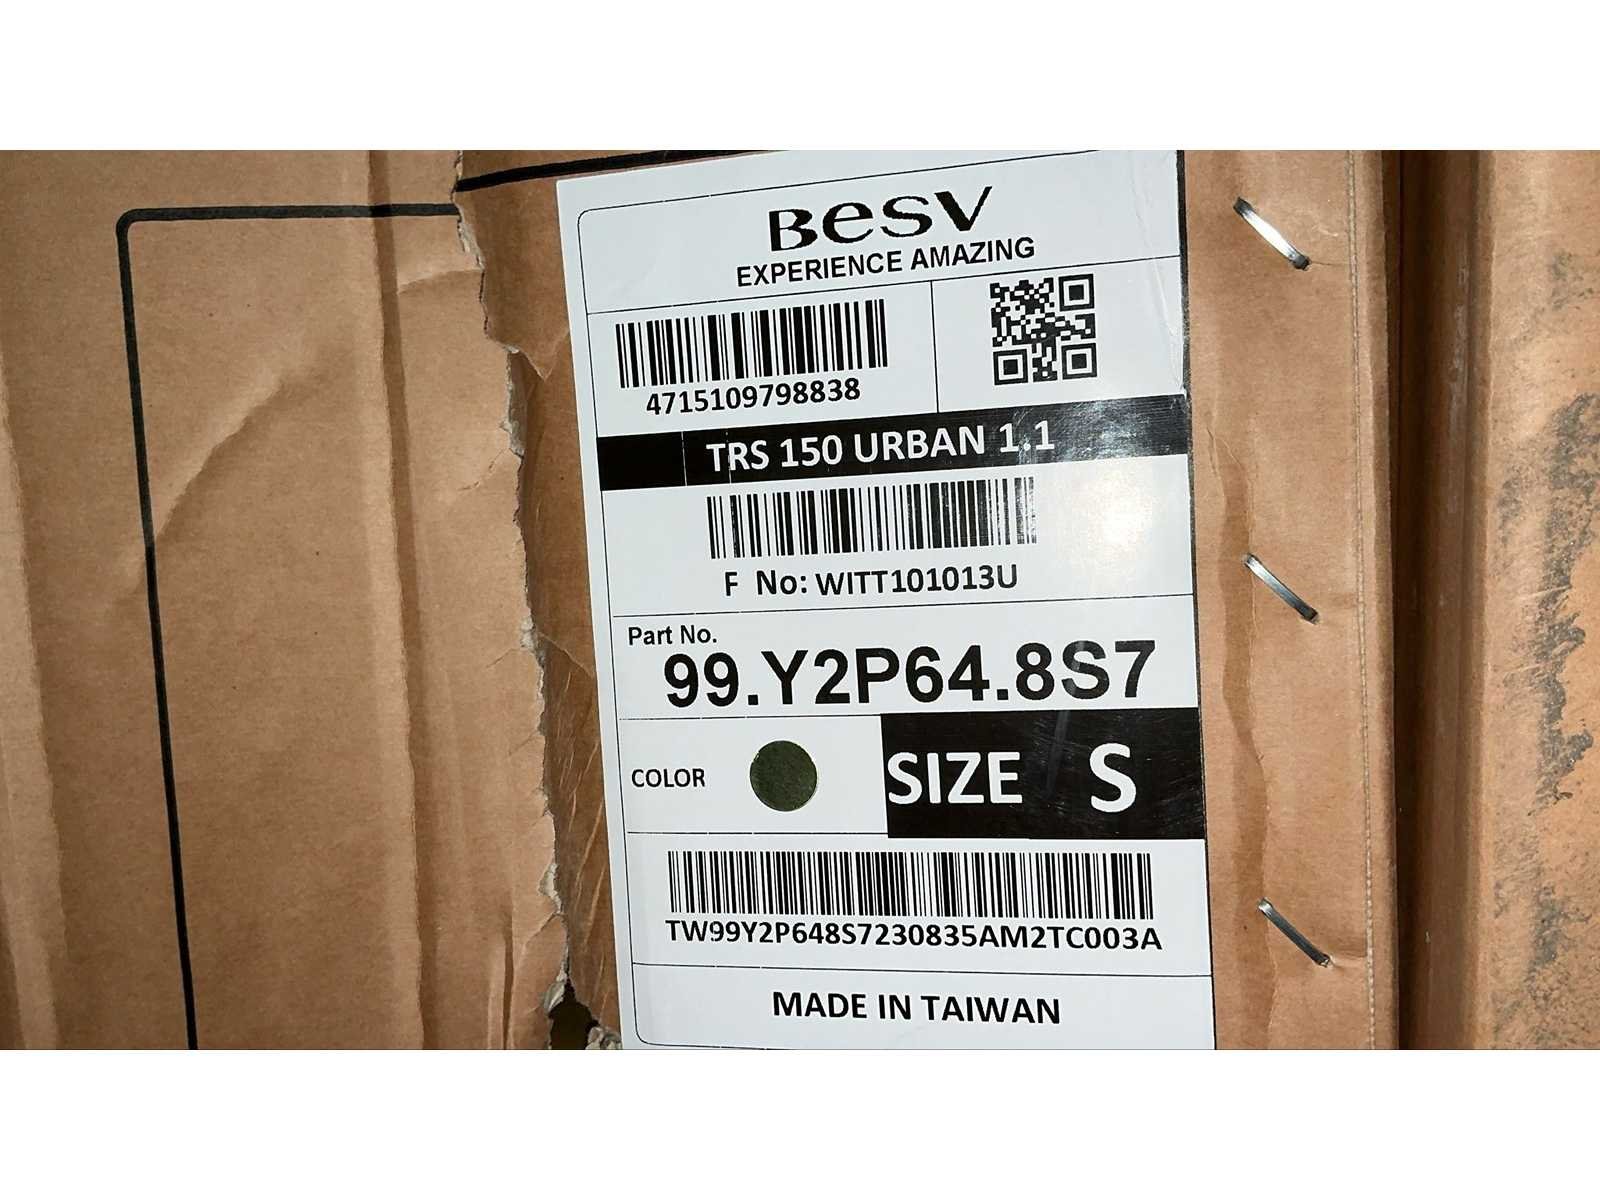 BESV
EXPERIENCE AMAZING
4715109798838
TRS 150 URBAN 1.1
F No: WITT101013U
Part No.
99.Y2P64.8S7
COLOR
SIZE S
TW99Y2P648S7230835AM2TC003A
MADE IN TAIWAN